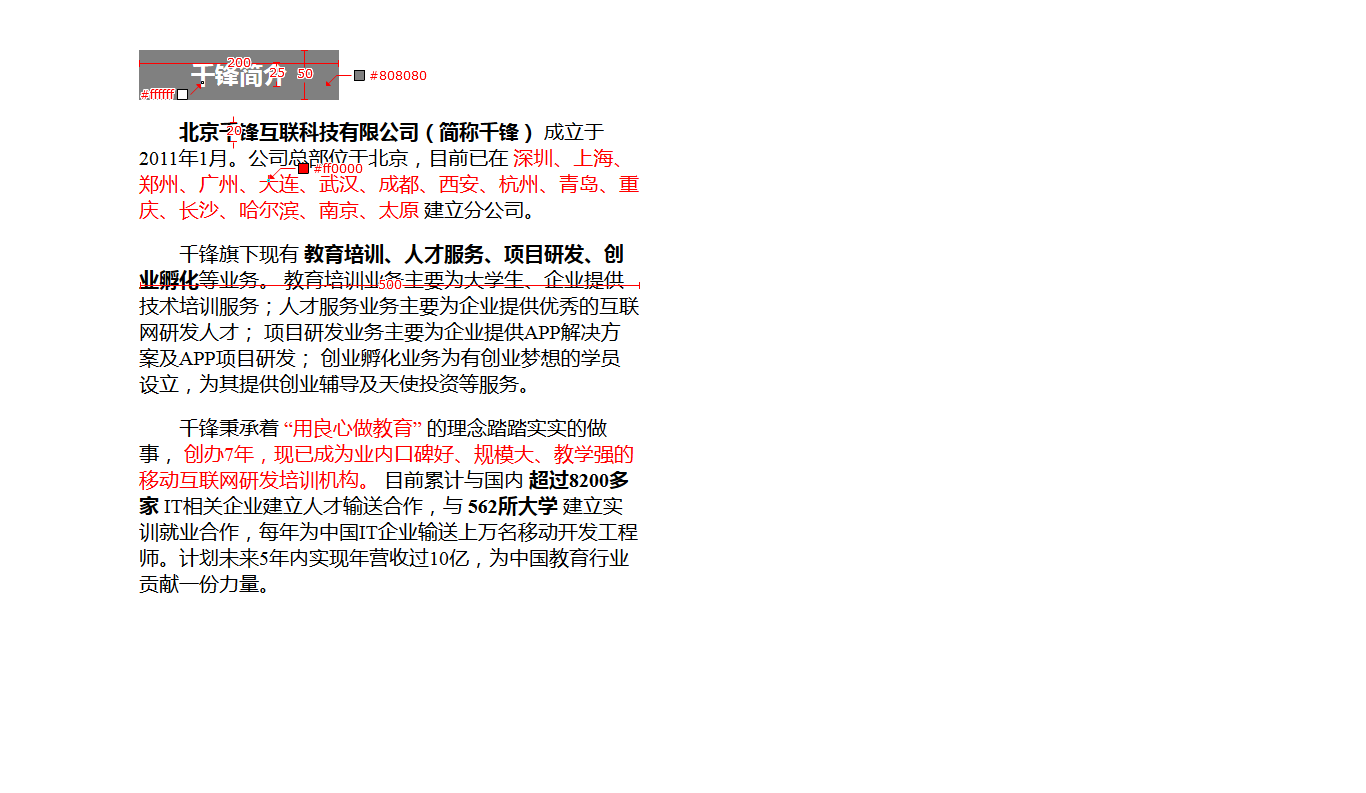 200
千锋简介
25
50
#808080
#ffffff
北京千锋互联科技有限公司（简称千锋） 成立于
20
2011年1月。公司总部位于北京，目前已在 深圳、上海、
#ff0000
郑州、广州、大连、武汉、成都、西安、杭州、青岛、重
庆、长沙、哈尔滨、南京、太原 建立分公司。
千锋旗下现有 教育培训、人才服务、项目研发、创
业孵化等业务。 教育培训业务主要为大学生、企业提供
500
技术培训服务；人才服务业务主要为企业提供优秀的互联
网研发人才； 项目研发业务主要为企业提供APP解决方
案及APP项目研发； 创业孵化业务为有创业梦想的学员
设立，为其提供创业辅导及天使投资等服务。
千锋秉承着 “用良心做教育” 的理念踏踏实实的做
事， 创办7年，现已成为业内口碑好、规模大、教学强的
移动互联网研发培训机构。 目前累计与国内 超过8200多
家 IT相关企业建立人才输送合作，与 562所大学 建立实
训就业合作，每年为中国IT企业输送上万名移动开发工程
师。计划未来5年内实现年营收过10亿，为中国教育行业
贡献一份力量。